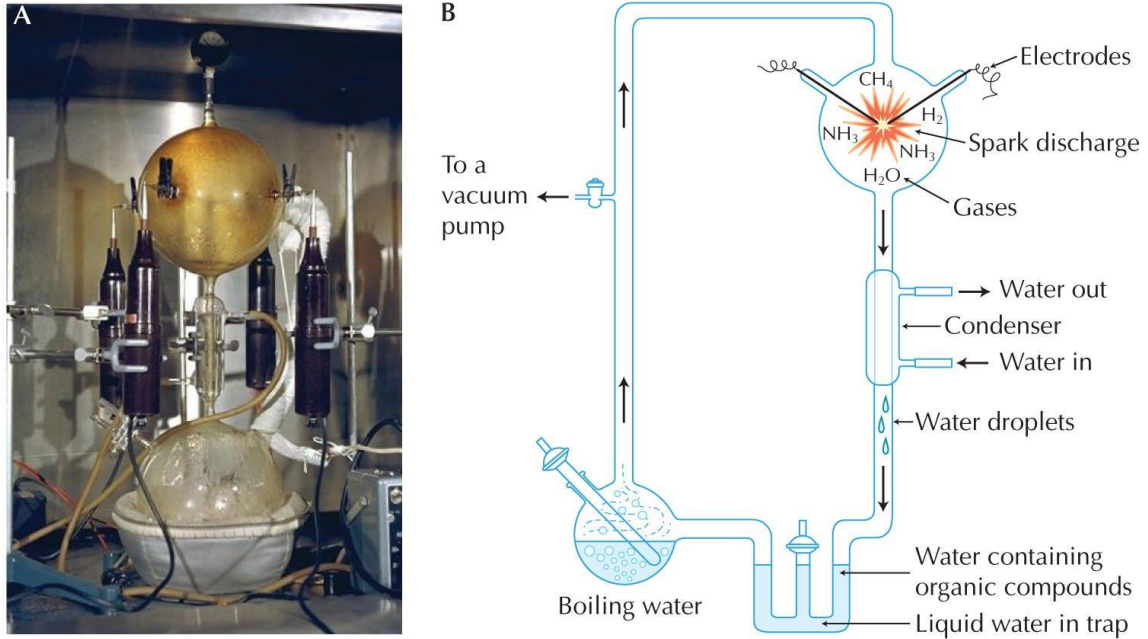 A
B
Electrodes
CH₄
H₂
NH₃
NH₃
Spark discharge
H₂O
Gases
To a
vacuum
pump
Water out
Condenser
Water in
Water droplets
Water containing
organic compounds
Boiling water
Liquid water in trap